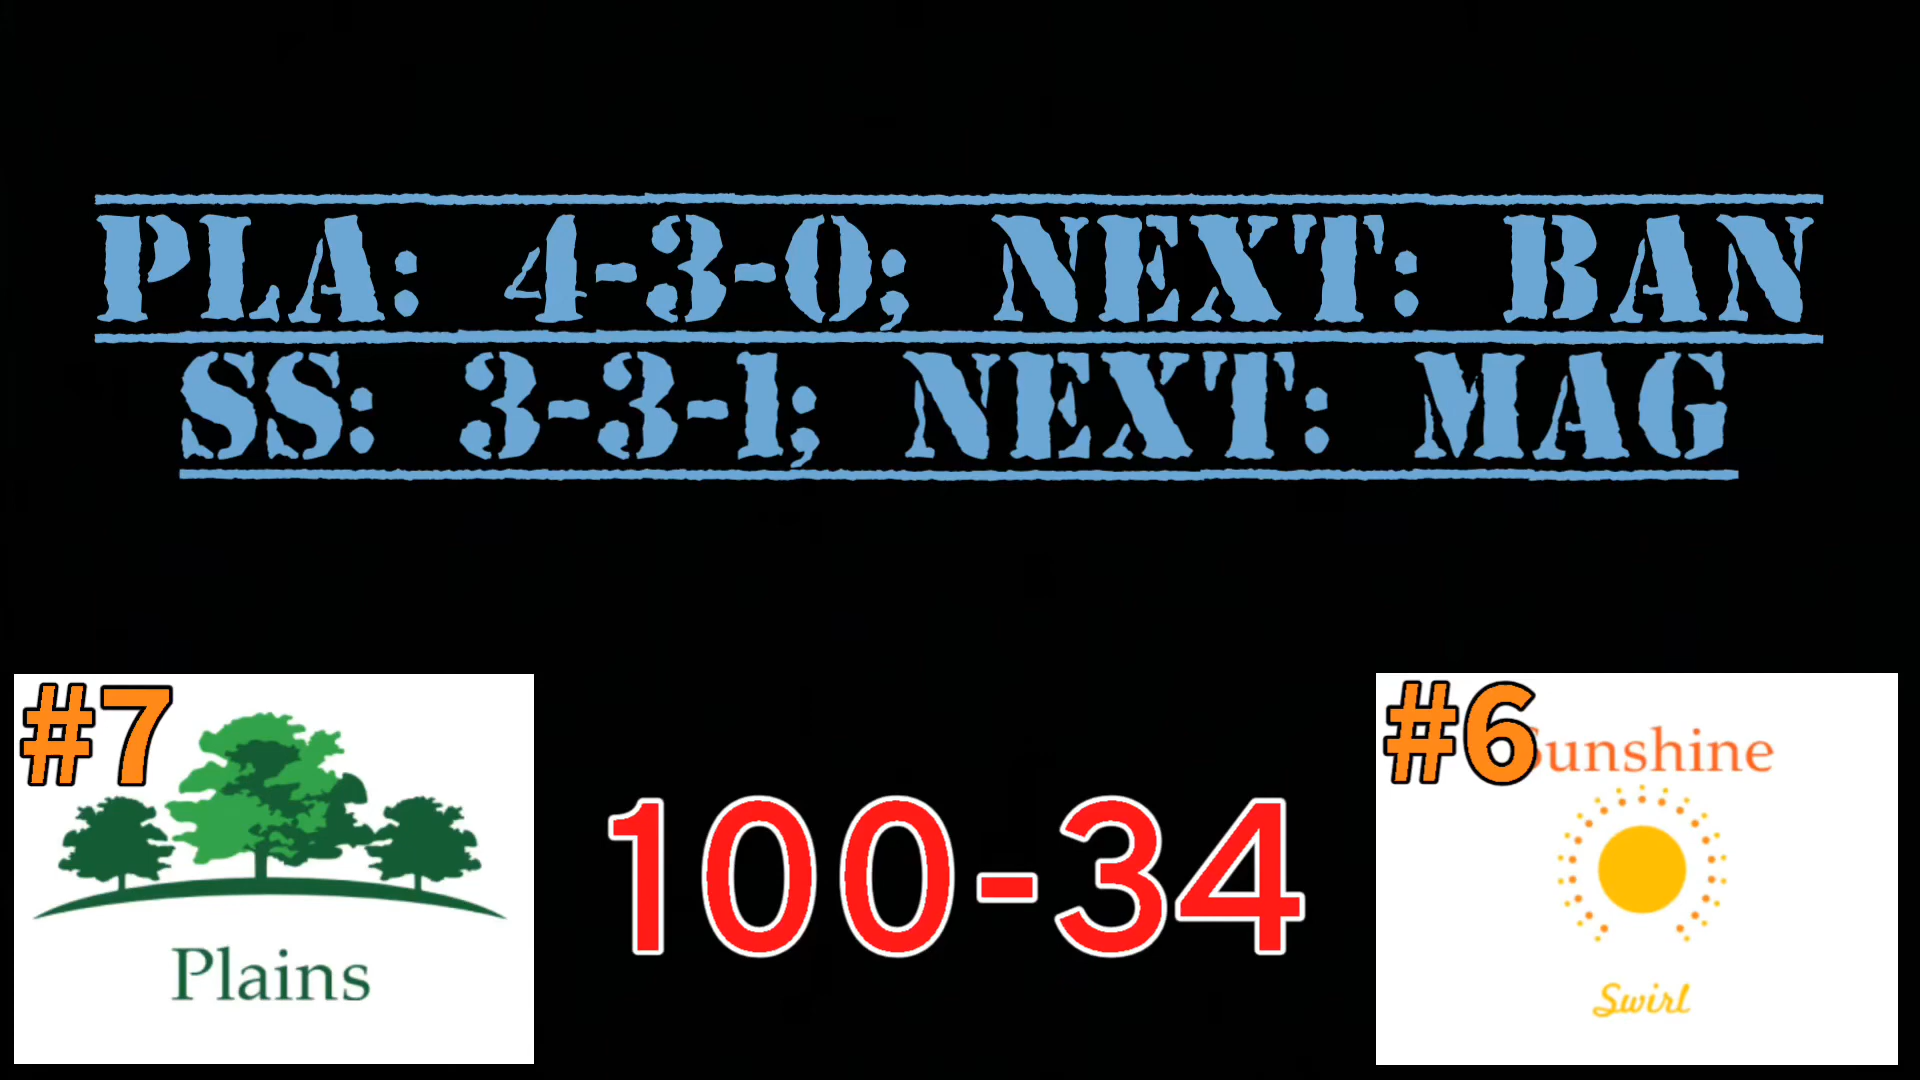 PLA: 4-3-0; NEXT: BAN
SS: 3-3-1; NEXT: MAG
#7
Plains
100-34
#6
Sunshine
Swirl